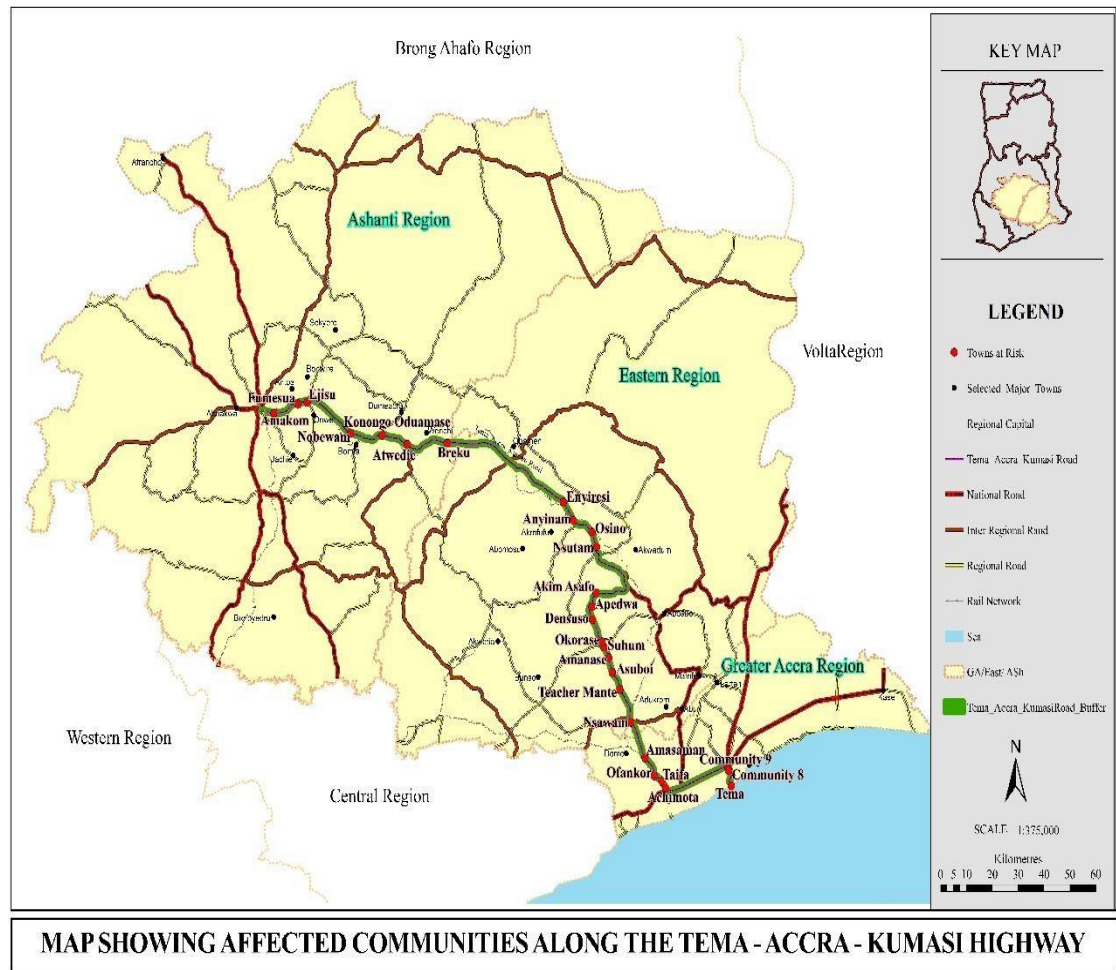 Brong Ahafo Region
KEY MAP
Ashanti Region
Eastern Region
VoltaRegion
Fumesua
Ejisu
Amakom
Konongo Oduamase
Nobewam
Atwedie
Breku
Enyiresi
Anyinam
Osino
Nsutam
Akim Asafo
Apedwa
Densuso
Okorase
Suhum
Amanase
Asuboi
Greater Accra Region
Teacher Mante
Nsawam
Amasaman
Ofankor
Taifa
Achimota
Community 9
Community 8
Tema
Western Region
Central Region
Sekyere
Abomosu
Akwadum
Adukrom
LEGEND
Towns at Risk
Selected Major Towns
Regional Capital
Tema_Accra_Kumasi Road
National Road
Inter Regional Road
Regional Road
Rail Network
Sea
GA/East/ ASh
Tema_Accra_KumasiRoad_Buffer
N
SCALE 1:375,000
Kilometres
0 5 10 20 30 40 50 60
MAP SHOWING AFFECTED COMMUNITIES ALONG THE TEMA - ACCRA - KUMASI HIGHWAY